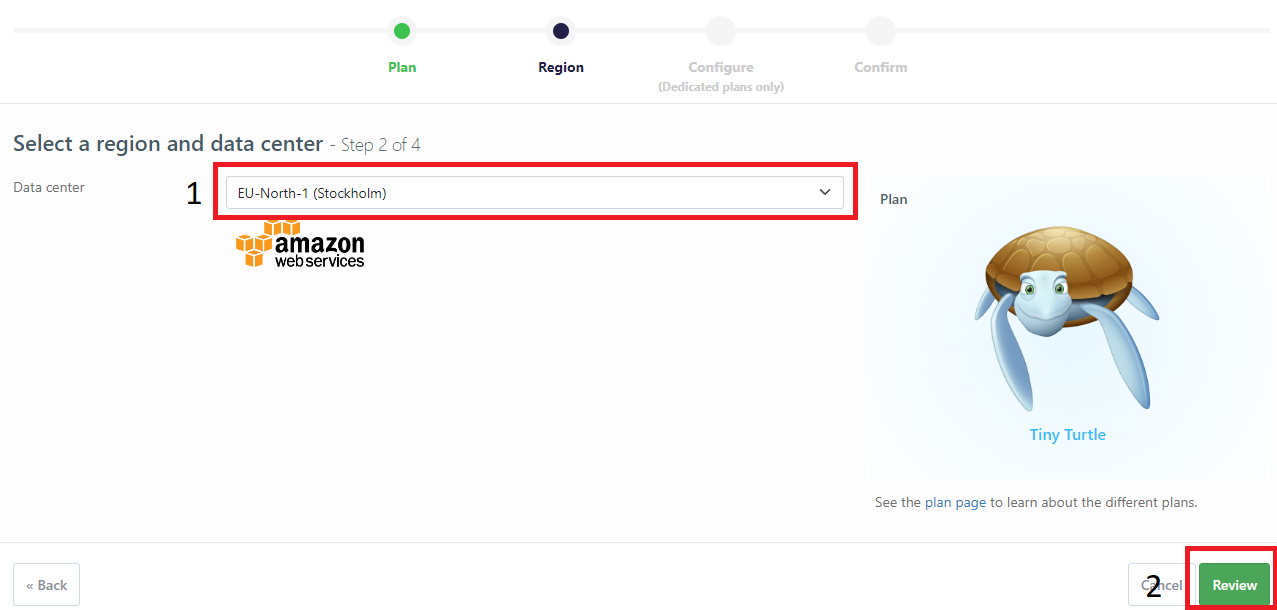 Plan
Region
Configure
(Dedicated plans only)
Confirm
Select a region and data center - Step 2 of 4
Data center
1
EU-North-1 (Stockholm)
amazon
web services
Plan
Tiny Turtle
See the plan page to learn about the different plans.
« Back
Cancel
2
Review